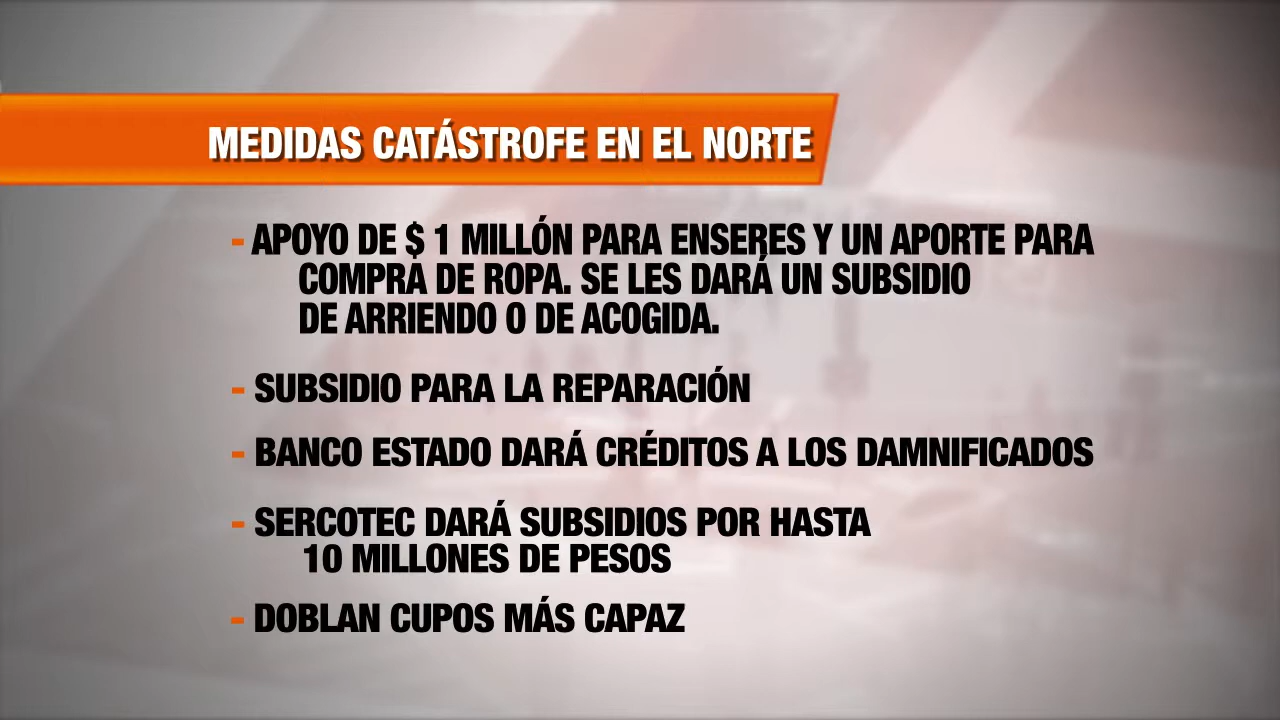 MEDIDAS CATÁSTROFE EN EL NORTE
- APOYO DE $ 1 MILLÓN PARA ENSERES Y UN APORTE PARA
COMPRA DE ROPA. SE LES DARÁ UN SUBSIDIO
DE ARRIENDO O DE ACOGIDA.
- SUBSIDIO PARA LA REPARACIÓN
- BANCO ESTADO DARÁ CRÉDITOS A LOS DAMNIFICADOS
- SERCOTEC DARÁ SUBSIDIOS POR HASTA
10 MILLONES DE PESOS
- DOBLAN CUPOS MÁS CAPAZ